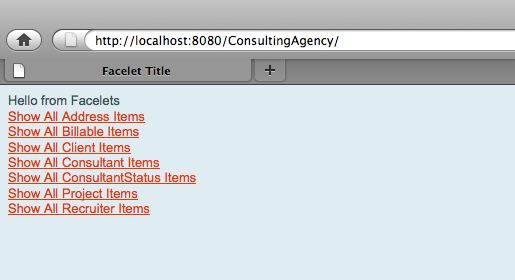 http://localhost:8080/ConsultingAgency/
Facelet Title
+
Hello from Facelets
Show All Address Items
Show All Billable Items
Show All Client Items
Show All Consultant Items
Show All ConsultantStatus Items
Show All Project Items
Show All Recruiter Items